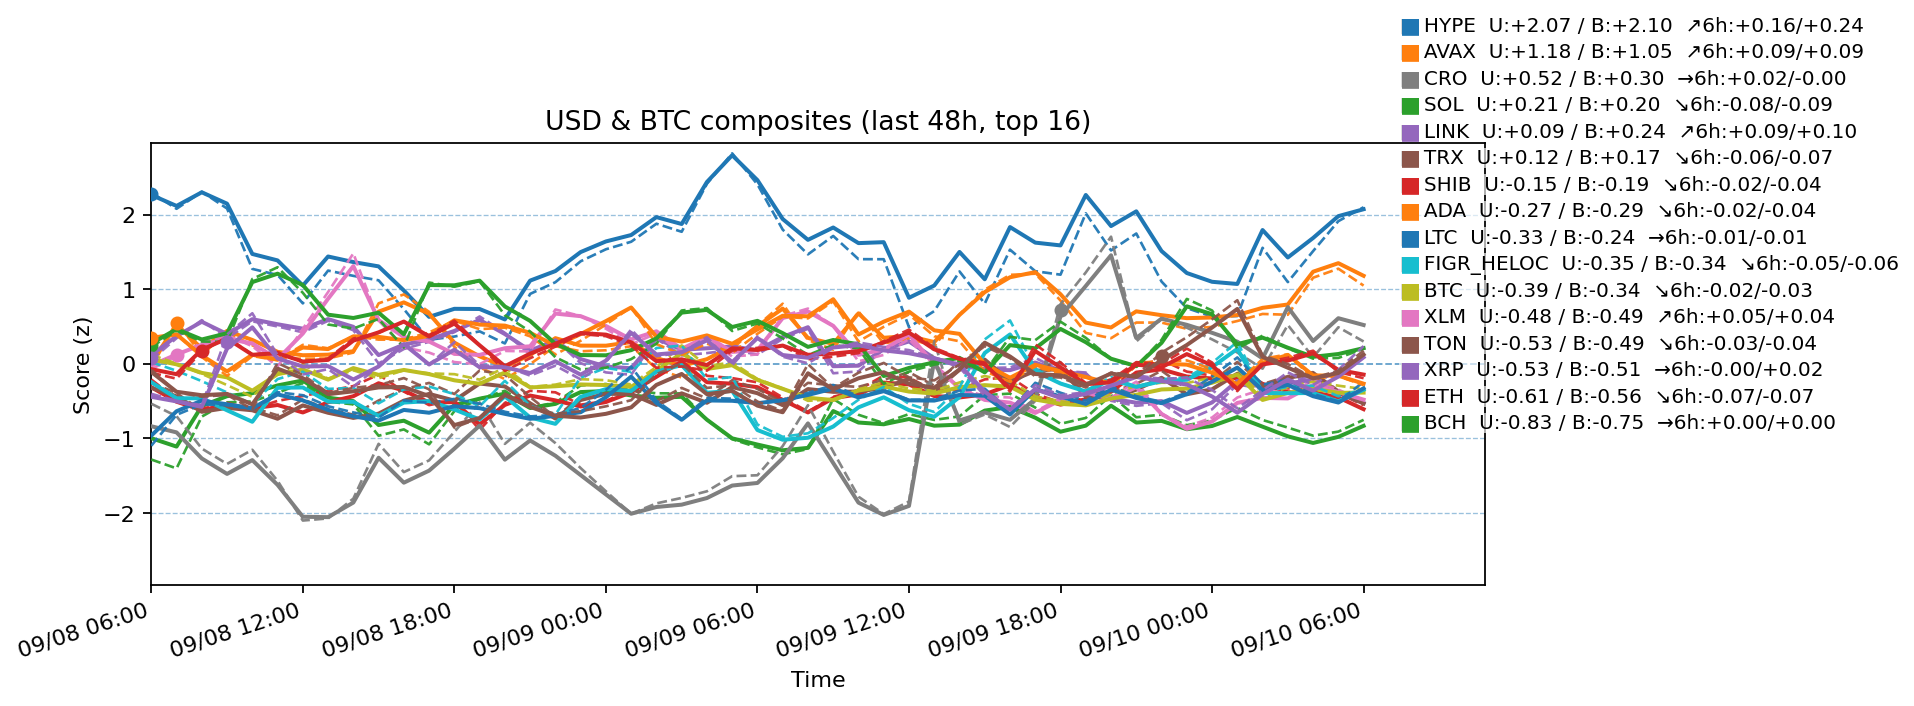 HYPE  U:+2.07 / B:+2.10  ↗6h:+0.16/+0.24
AVAX  U:+1.18 / B:+1.05  ↗6h:+0.09/+0.09
CRO  U:+0.52 / B:+0.30  →6h:+0.02/-0.00
SOL  U:+0.21 / B:+0.20  ↘6h:-0.08/-0.09
LINK  U:+0.09 / B:+0.24  ↗6h:+0.09/+0.10
TRX  U:+0.12 / B:+0.17  ↘6h:-0.06/-0.07
SHIB  U:-0.15 / B:-0.19  ↘6h:-0.02/-0.04
ADA  U:-0.27 / B:-0.29  ↘6h:-0.02/-0.04
LTC  U:-0.33 / B:-0.24  →6h:-0.01/-0.01
FIGR_HELOC  U:-0.35 / B:-0.34  ↘6h:-0.05/-0.06
BTC  U:-0.39 / B:-0.34  ↘6h:-0.02/-0.03
XLM  U:-0.48 / B:-0.49  ↗6h:+0.05/+0.04
TON  U:-0.53 / B:-0.49  ↘6h:-0.03/-0.04
XRP  U:-0.53 / B:-0.51  →6h:-0.00/+0.02
ETH  U:-0.61 / B:-0.56  ↘6h:-0.07/-0.07
BCH  U:-0.83 / B:-0.75  →6h:+0.00/+0.00
USD & BTC composites (last 48h, top 16)
Score (z)
2
1
0
−1
−2
09/08 06:00
09/08 12:00
09/08 18:00
09/09 00:00
09/09 06:00
09/09 12:00
09/09 18:00
09/10 00:00
09/10 06:00
Time